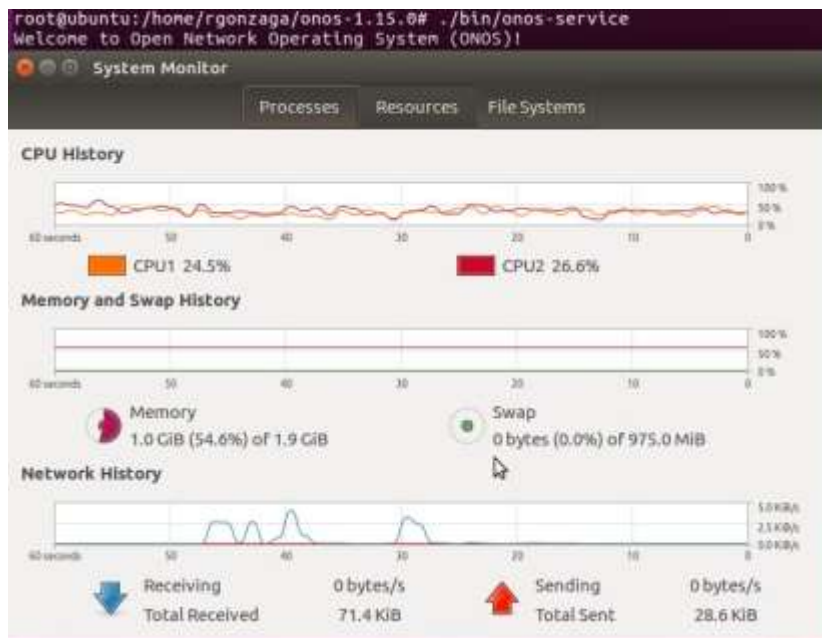 root@ubuntu:/home/rgonzaga/onos-1.15.0# ./bin/onos-service
Welcome to Open Network Operating System (ONOS)!
System Monitor
Processes Resources File Systems
CPU History
100 %
50 %
0 %
60 seconds 50 40 30 20 10 0
CPU1 24.5% CPU2 26.6%
Memory and Swap History
100 %
50 %
0 %
60 seconds 50 40 30 20 10 0
Memory Swap
1.0 GiB (54.6%) of 1.9 GiB 0 bytes (0.0%) of 975.0 MiB
Network History
5.0 KiB/s
2.5 KiB/s
0.0 KiB/s
60 seconds 50 40 30 20 10 0
Receiving 0 bytes/s Sending 0 bytes/s
Total Received 71.4 KiB Total Sent 28.6 KiB